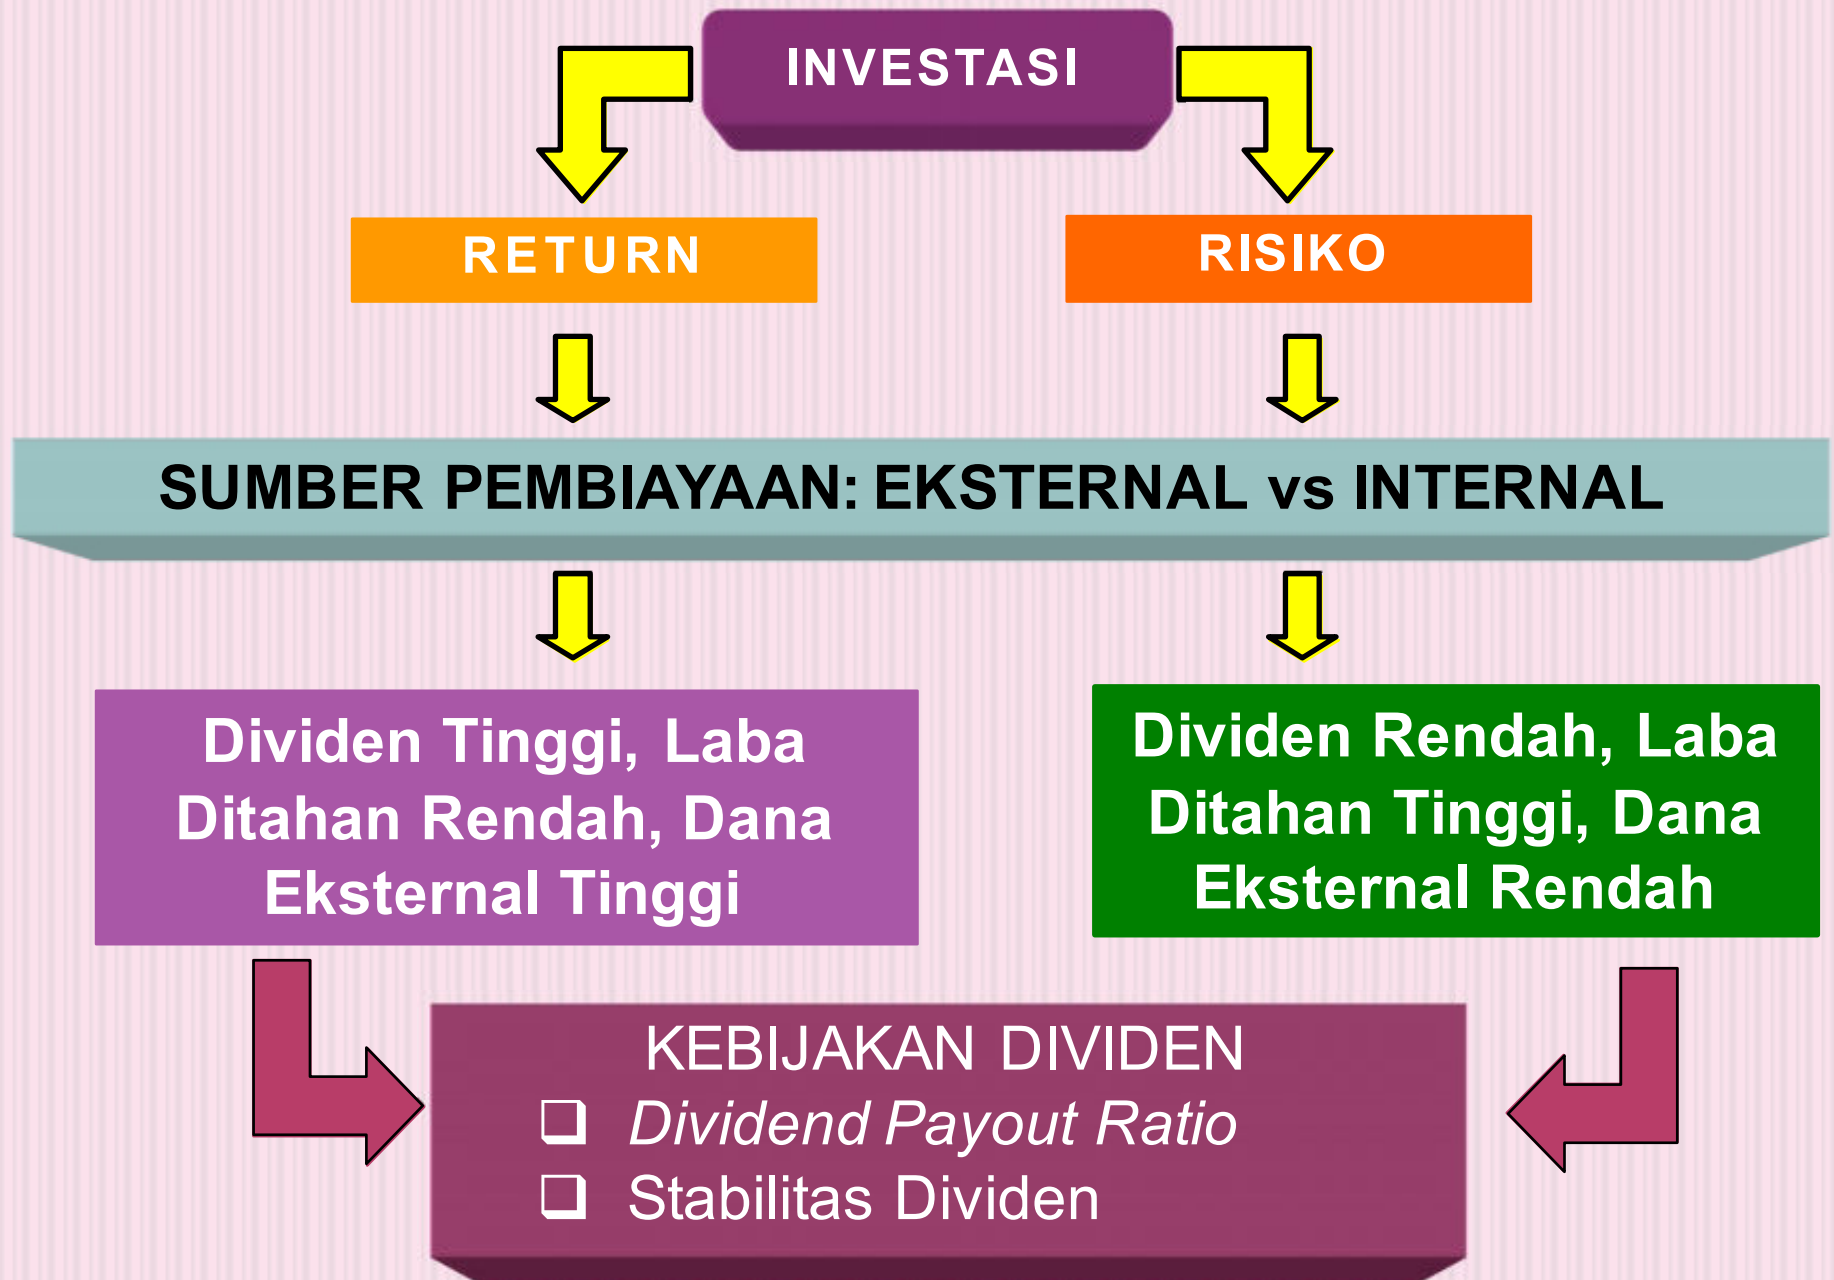 INVESTASI
RETURN
RISIKO
SUMBER PEMBIAYAAN: EKSTERNAL vs INTERNAL
Dividen Tinggi, Laba
Ditahan Rendah, Dana
Eksternal Tinggi
Dividen Rendah, Laba
Ditahan Tinggi, Dana
Eksternal Rendah
KEBIJAKAN DIVIDEN
❑ Dividend Payout Ratio
❑ Stabilitas Dividen